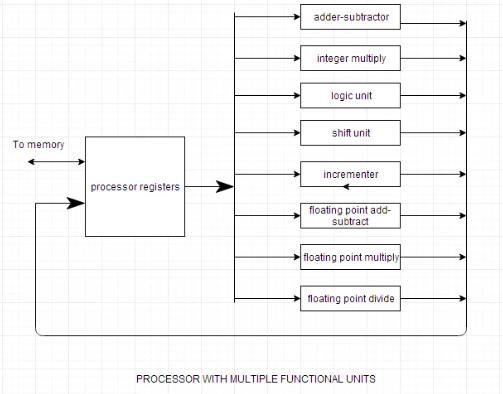 adder-subtractor
integer multiply
logic unit
shift unit
To memory
processor registers
incrementer
floating point add-
subtract
floating point multiply
floating point divide
PROCESSOR WITH MULTIPLE FUNCTIONAL UNITS